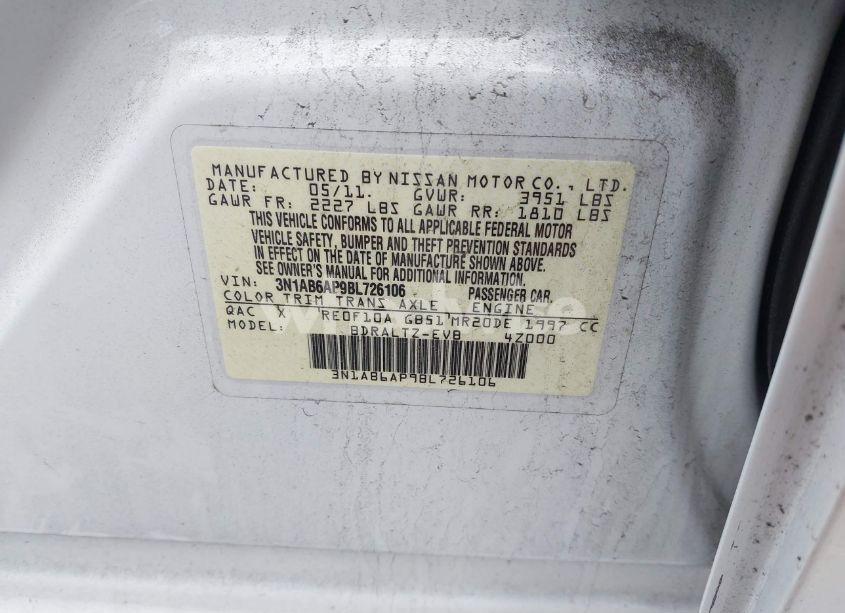 MANUFACTURED BY NISSAN MOTOR CO., LTD.
DATE: 05/11. GVWR: 3951 LBS
GAWR FR: 2227 LBS GAWR RR: 1810 LBS
THIS VEHICLE CONFORMS TO ALL APPLICABLE FEDERAL MOTOR
VEHICLE SAFETY, BUMPER AND THEFT PREVENTION STANDARDS
IN EFFECT ON THE DATE OF MANUFACTURE SHOWN ABOVE.
SEE OWNER'S MANUAL FOR ADDITIONAL INFORMATION.
VIN: 3N1AB6AP9BL726106 PASSENGER CAR.
COLOR TRIM TRANS AXLE ENGINE
QAC X RE0F10A GB51 MR20DE 1997 CC
MODEL: BDRALTZ-EVB 4Z000
3N1AB6AP9BL726106